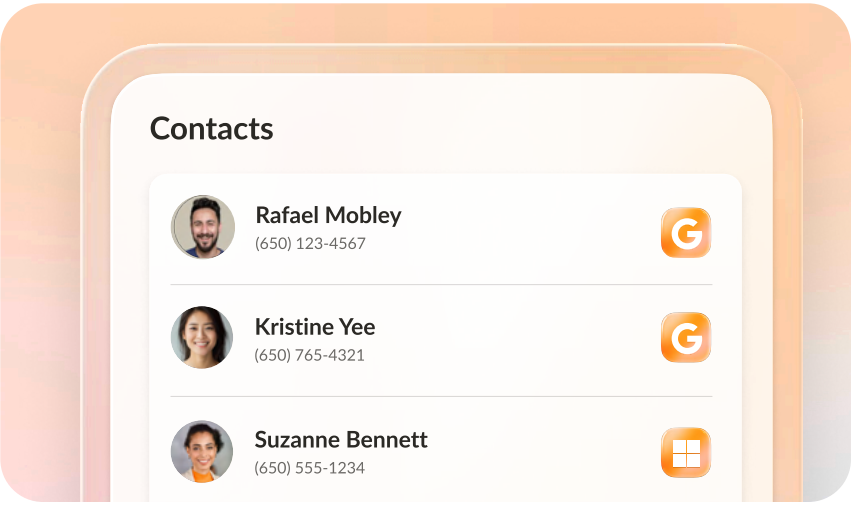 Contacts
Rafael Mobley
(650) 123-4567
G
Kristine Yee
(650) 765-4321
G
Suzanne Bennett
(650) 555-1234